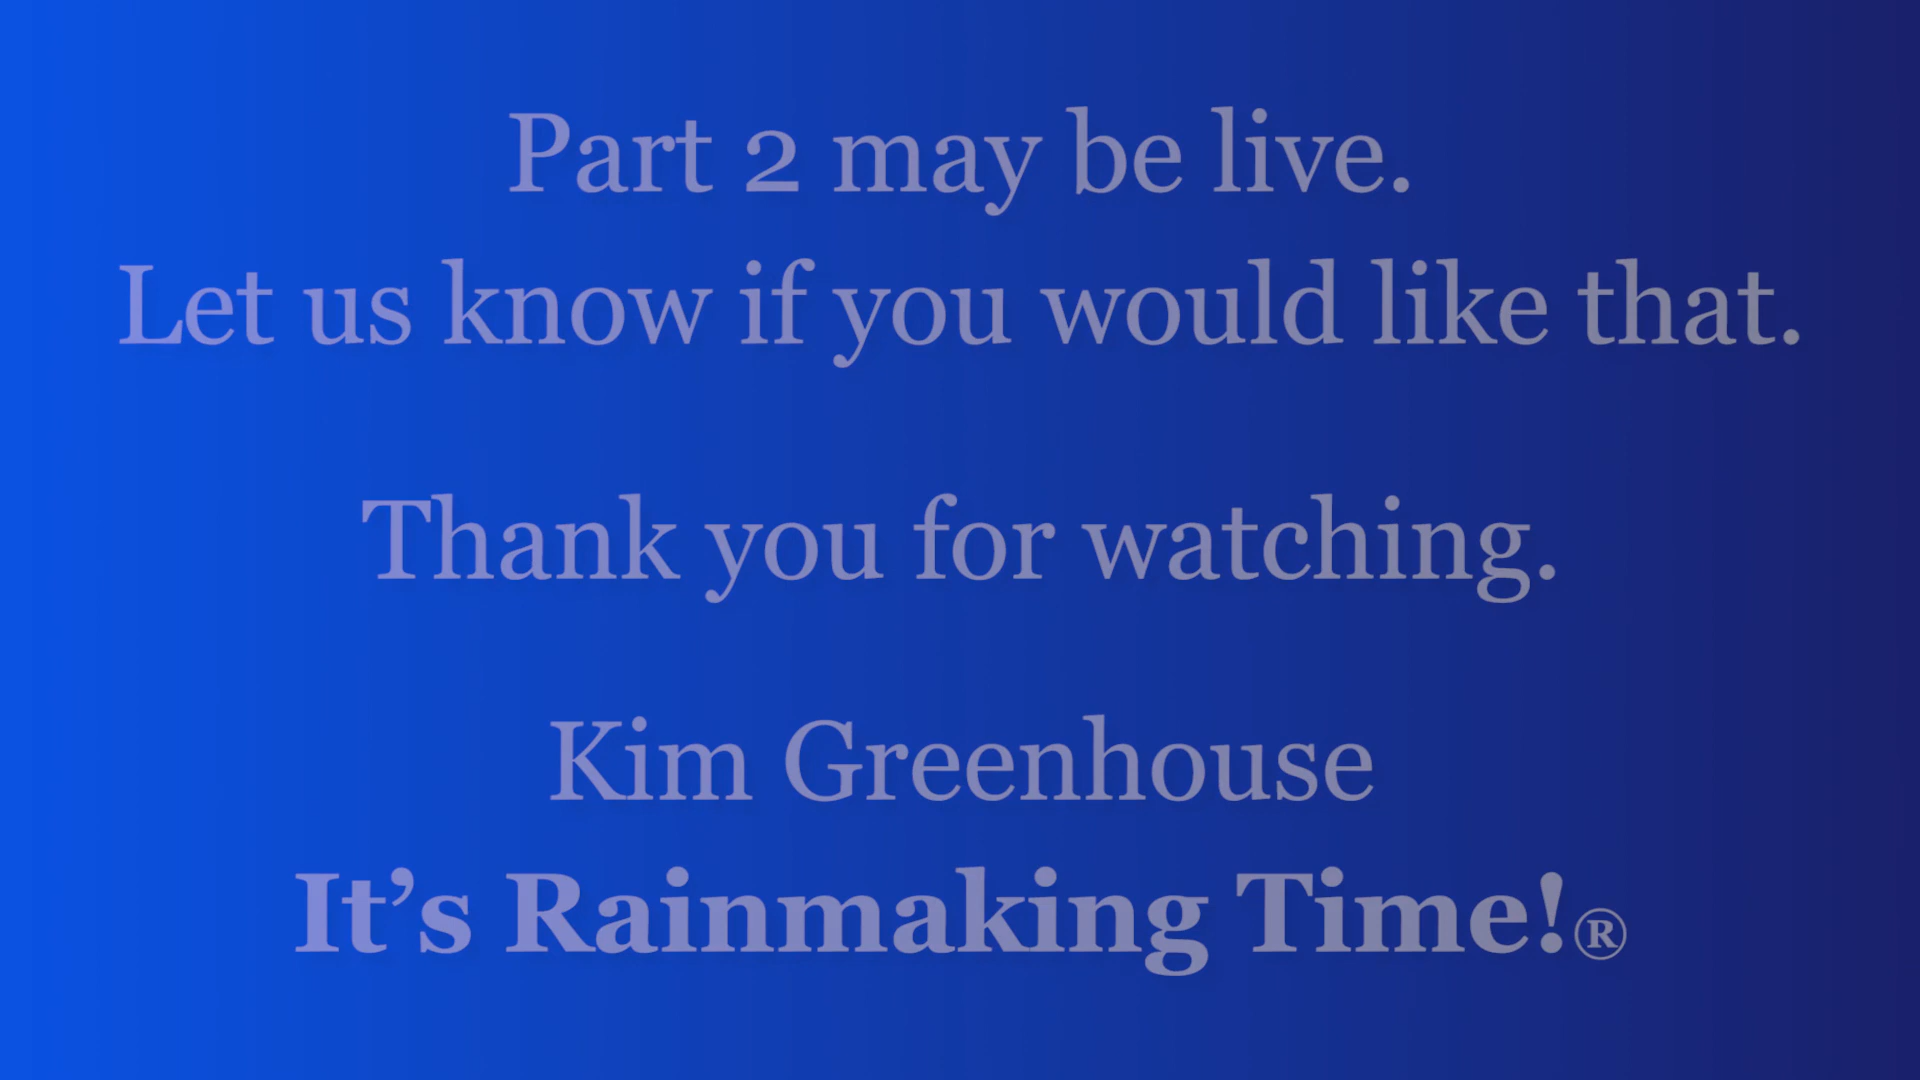 Part 2 may be live.
Let us know if you would like that.
Thank you for watching.
Kim Greenhouse
It’s Rainmaking Time!®